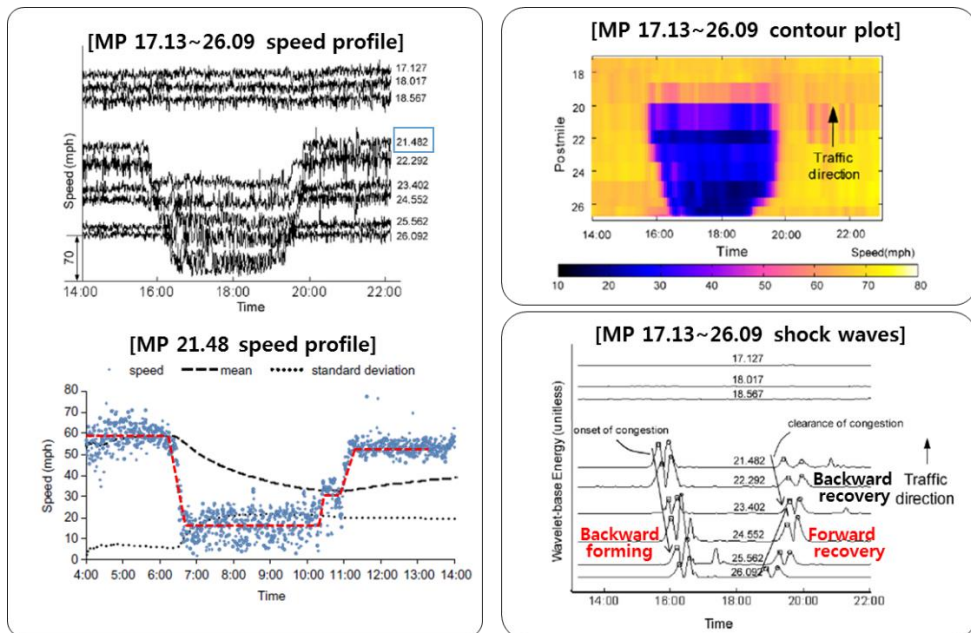 [MP 17.13~26.09 speed profile]
17.127
18.017
18.567
21.482
22.292
23.402
24.552
25.562
26.092
Speed (mph)
70
14:00 16:00 18:00 20:00 22:00
Time
[MP 21.48 speed profile]
speed mean standard deviation
80
70
60
50
40
30
20
10
0
Speed (mph)
4:00 5:00 6:00 7:00 8:00 9:00 10:00 11:00 12:00 13:00 14:00
Time
[MP 17.13~26.09 contour plot]
18
20
22
24
26
Postmile
Traffic
direction
14:00 16:00 18:00 20:00 22:00
Time
Speed(mph)
10 20 30 40 50 60 70 80
[MP 17.13~26.09 shock waves]
17.127
18.017
18.567
onset of congestion
clearance of congestion
21.482
22.292
Backward
recovery
Traffic
direction
23.402
24.552
Backward
forming
Forward
recovery
25.562
26.092
Wavelet-base Energy (unitless)
14:00 16:00 18:00 20:00 22:00
Time